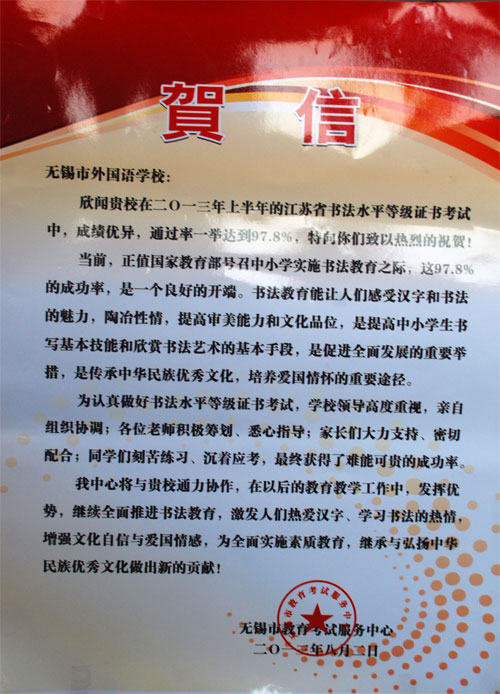 賀信
无锡市外国语学校：
欣闻贵校在二〇一三年上半年的江苏省书法水平等级证书考试
中，成绩优异，通过率一举达到97.8%，特向你们致以热烈的祝贺！
当前，正值国家教育部号召中小学实施书法教育之际，这97.8%
的成功率，是一个良好的开端。书法教育能让人们感受汉字和书法
的魅力，陶冶性情，提高审美能力和文化品位，是提高中小学生书
写基本技能和欣赏书法艺术的基本手段，是促进全面发展的重要举
措，是传承中华民族优秀文化，培养爱国情怀的重要途径。
为认真做好书法水平等级证书考试，学校领导高度重视，亲自
组织协调；各位老师积极筹划、悉心指导；家长们大力支持、密切
配合；同学们刻苦练习、沉着应考，最终获得了难能可贵的成功率。
我中心将与贵校通力协作，在以后的教育教学工作中，发挥优
势，继续全面推进书法教育，激发人们热爱汉字、学习书法的热情，
增强文化自信与爱国情感，为全面实施素质教育，继承与弘扬中华
民族优秀文化做出新的贡献！
无锡市教育考试服务中心
二〇一三年八月二日